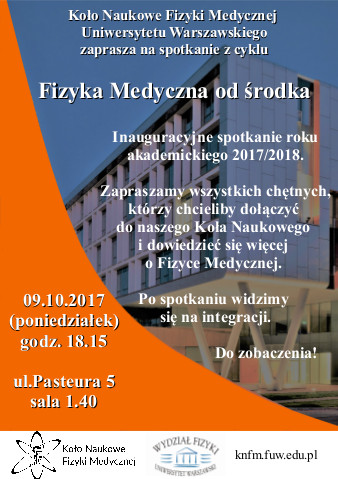 Koło Naukowe Fizyki Medycznej
Uniwersytetu Warszawskiego
zaprasza na spotkanie z cyklu
Fizyka Medyczna od środka
Inauguracyjne spotkanie roku
akademickiego 2017/2018.
Zapraszamy wszystkich chętnych,
którzy chcieliby dołączyć
do naszego Koła Naukowego
i dowiedzieć się więcej
o Fizyce Medycznej.
09.10.2017
(poniedziałek)
godz. 18.15
Po spotkaniu widzimy
się na integracji.
Do zobaczenia!
ul.Pasteura 5
sala 1.40
Koło Naukowe
Fizyki Medycznej
WYDZIAŁ FIZYKI
UNIWERSYTET WARSZAWSKI
knfm.fuw.edu.pl